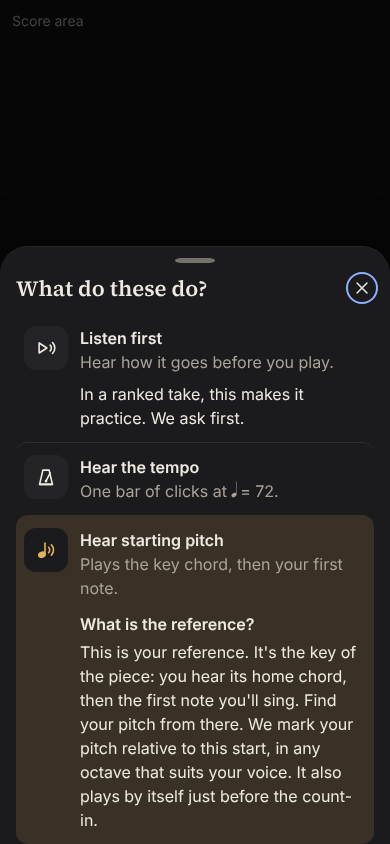 Score area
What do these do?
Listen first
Hear how it goes before you play.
In a ranked take, this makes it
practice. We ask first.
Hear the tempo
One bar of clicks at ♩ = 72.
Hear starting pitch
Plays the key chord, then your first
note.
What is the reference?
This is your reference. It's the key of
the piece: you hear its home chord,
then the first note you'll sing. Find
your pitch from there. We mark your
pitch relative to this start, in any
octave that suits your voice. It also
plays by itself just before the count-
in.